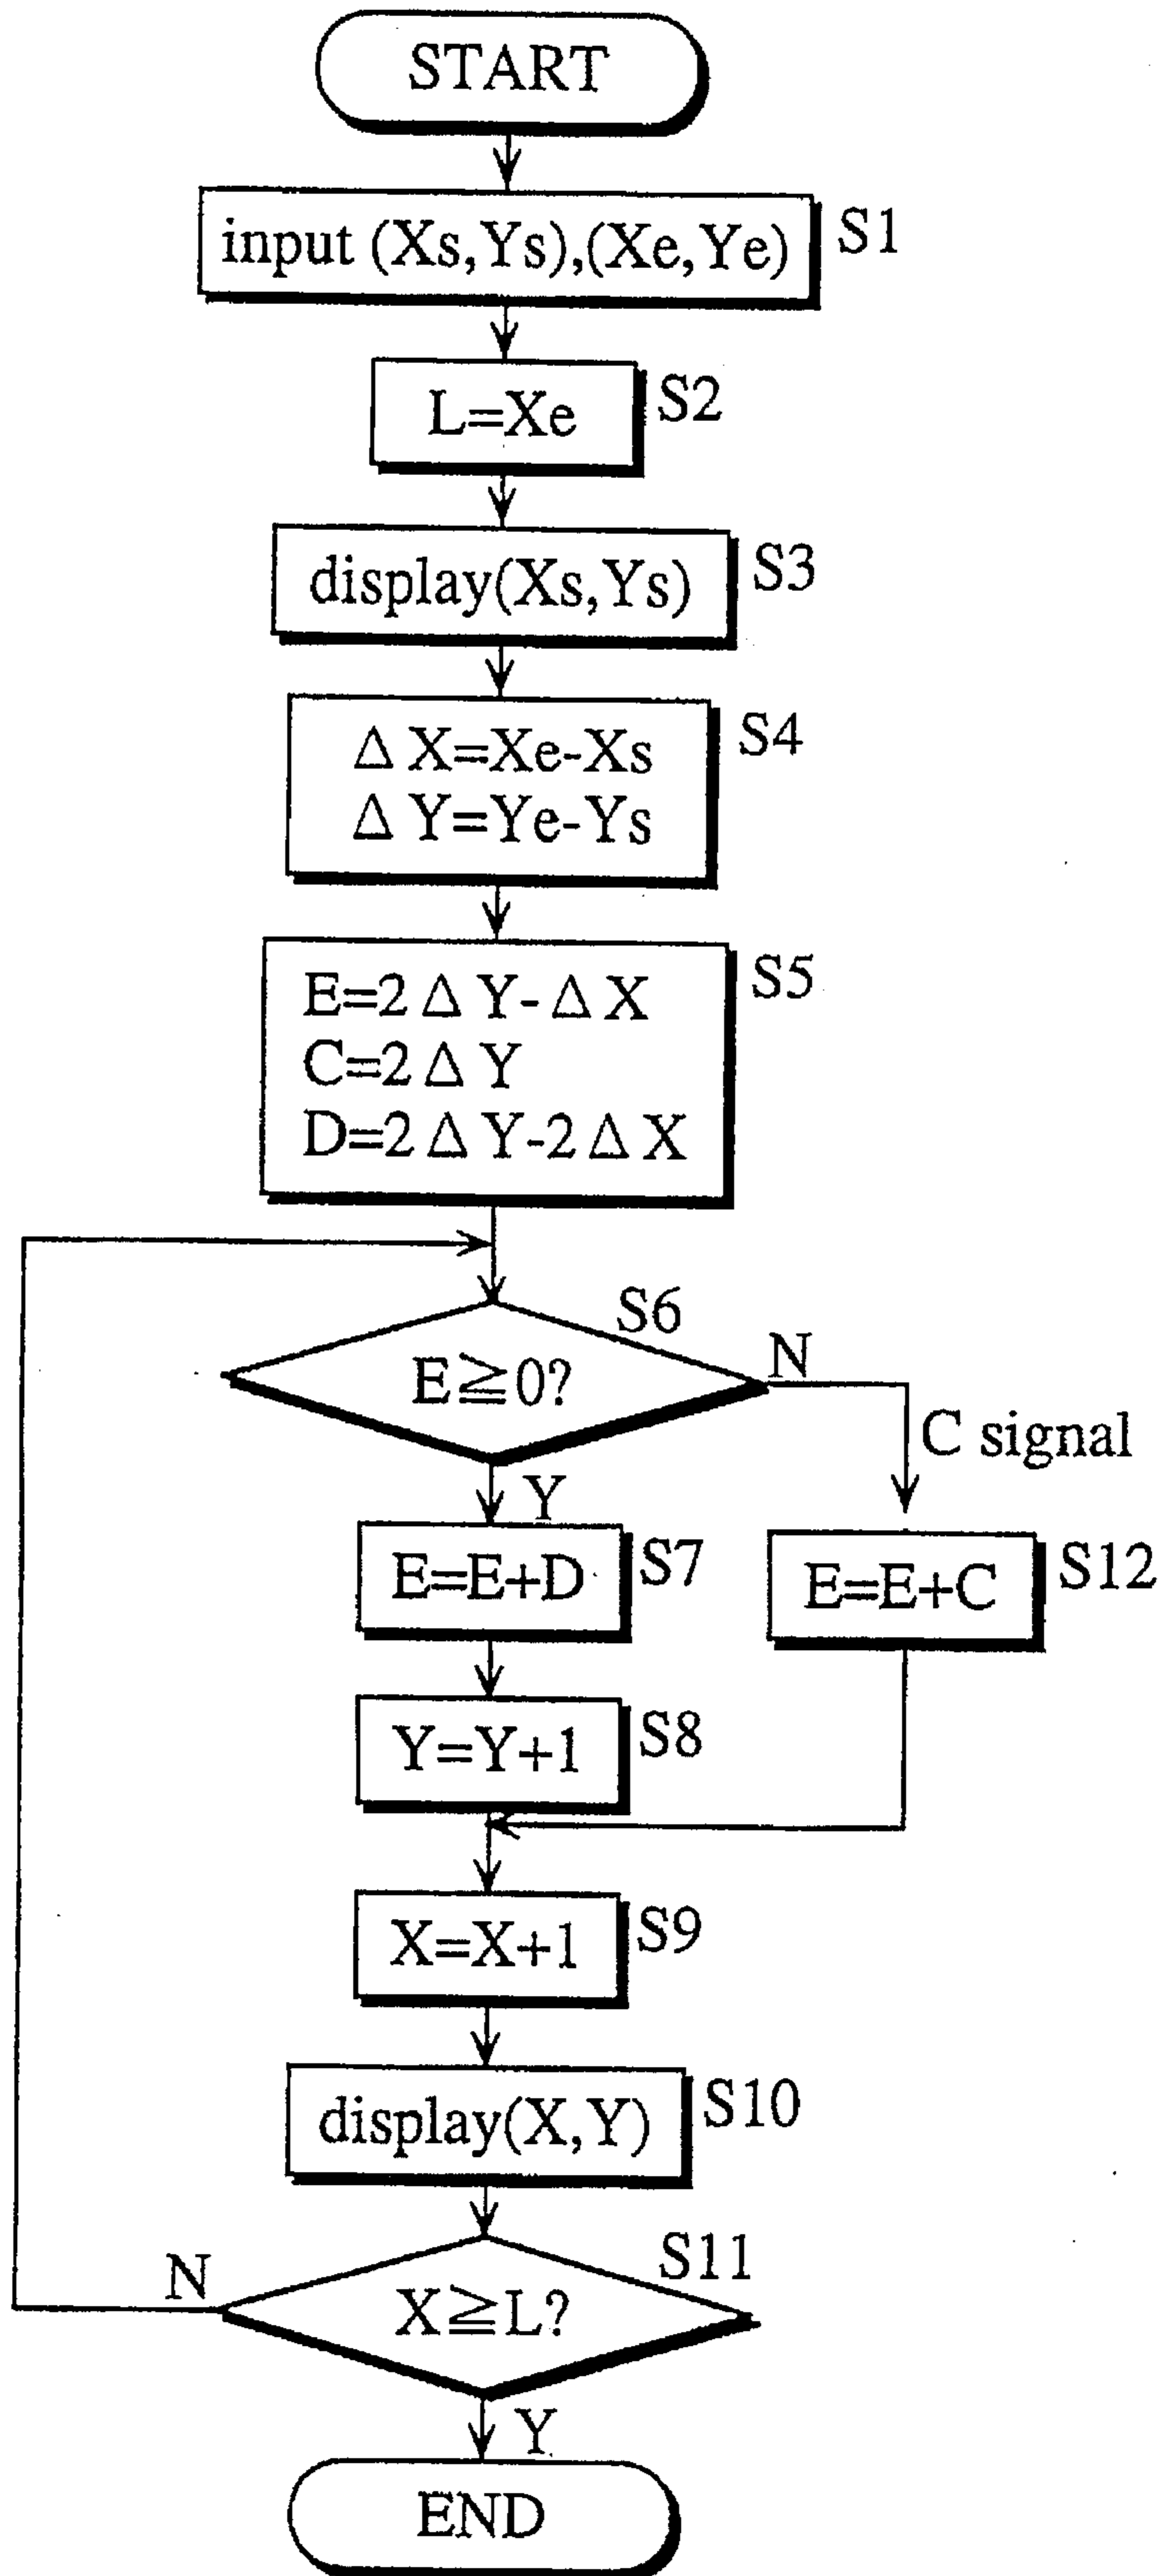 START
input (Xs,Ys),(Xe,Ye)
S1
L=Xe
S2
display(Xs,Ys)
S3
Δ X=Xe-Xs
Δ Y=Ye-Ys
S4
E=2 Δ Y- Δ X
C=2 Δ Y
D=2 Δ Y-2 Δ X
S5
S6
E≧0?
N
C signal
Y
E=E+D
S7
E=E+C
S12
Y=Y+1
S8
X=X+1
S9
display(X,Y)
S10
S11
N
X≧L?
Y
END